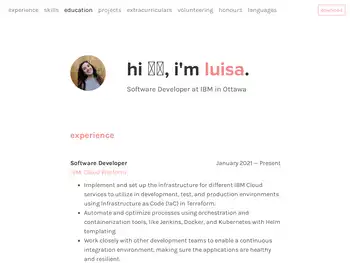 experience skills education projects extracurriculars volunteering honours languages download
hi 👋🏻, i'm luisa.
Software Developer at IBM in Ottawa
experience
Software Developer January 2021 — Present
IBM Cloud Platform
• Implement and set up the infrastructure for different IBM Cloud
services to utilize in development, test, and production environments
using Infrastructure as Code (IaC) in Terraform.
• Automate and optimize processes using orchestration and
containerization tools, like Jenkins, Docker, and Kubernetes with Helm
templating.
• Work closely with other development teams to enable a continuous
integration environment, making sure the applications are healthy
and resilient.